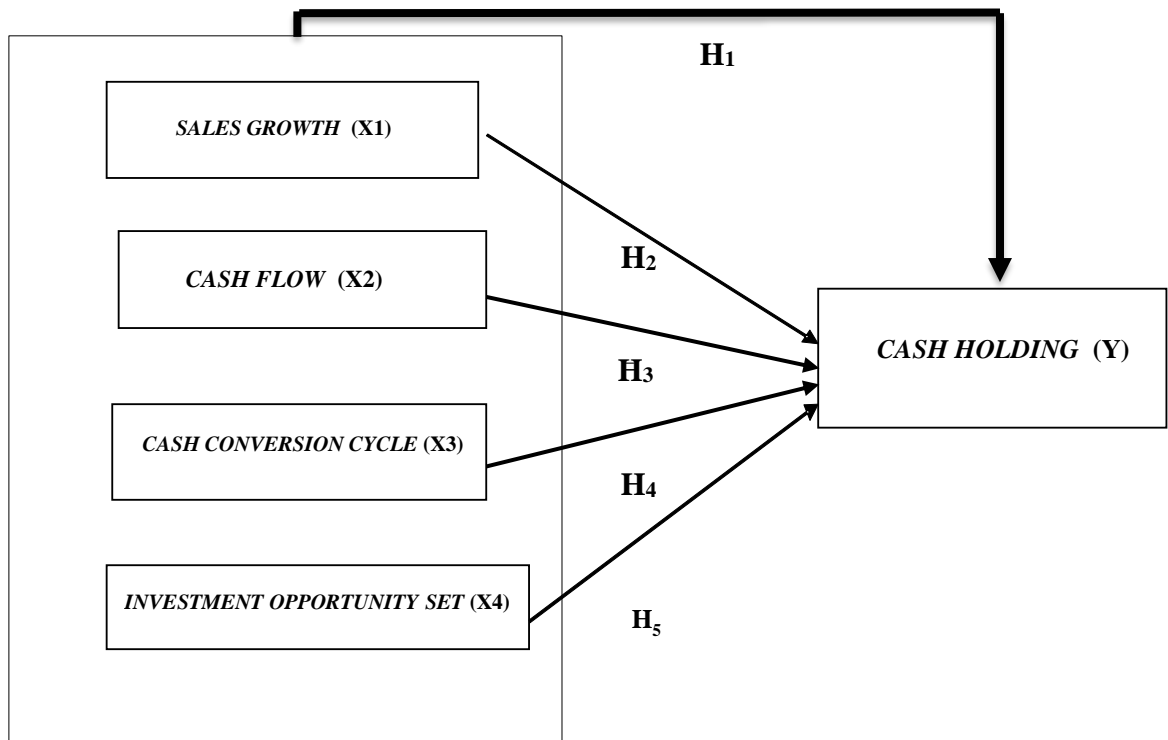 H1
SALES GROWTH (X1)
H2
CASH FLOW (X2)
CASH HOLDING (Y)
H3
CASH CONVERSION CYCLE (X3)
H4
INVESTMENT OPPORTUNITY SET (X4)
H5